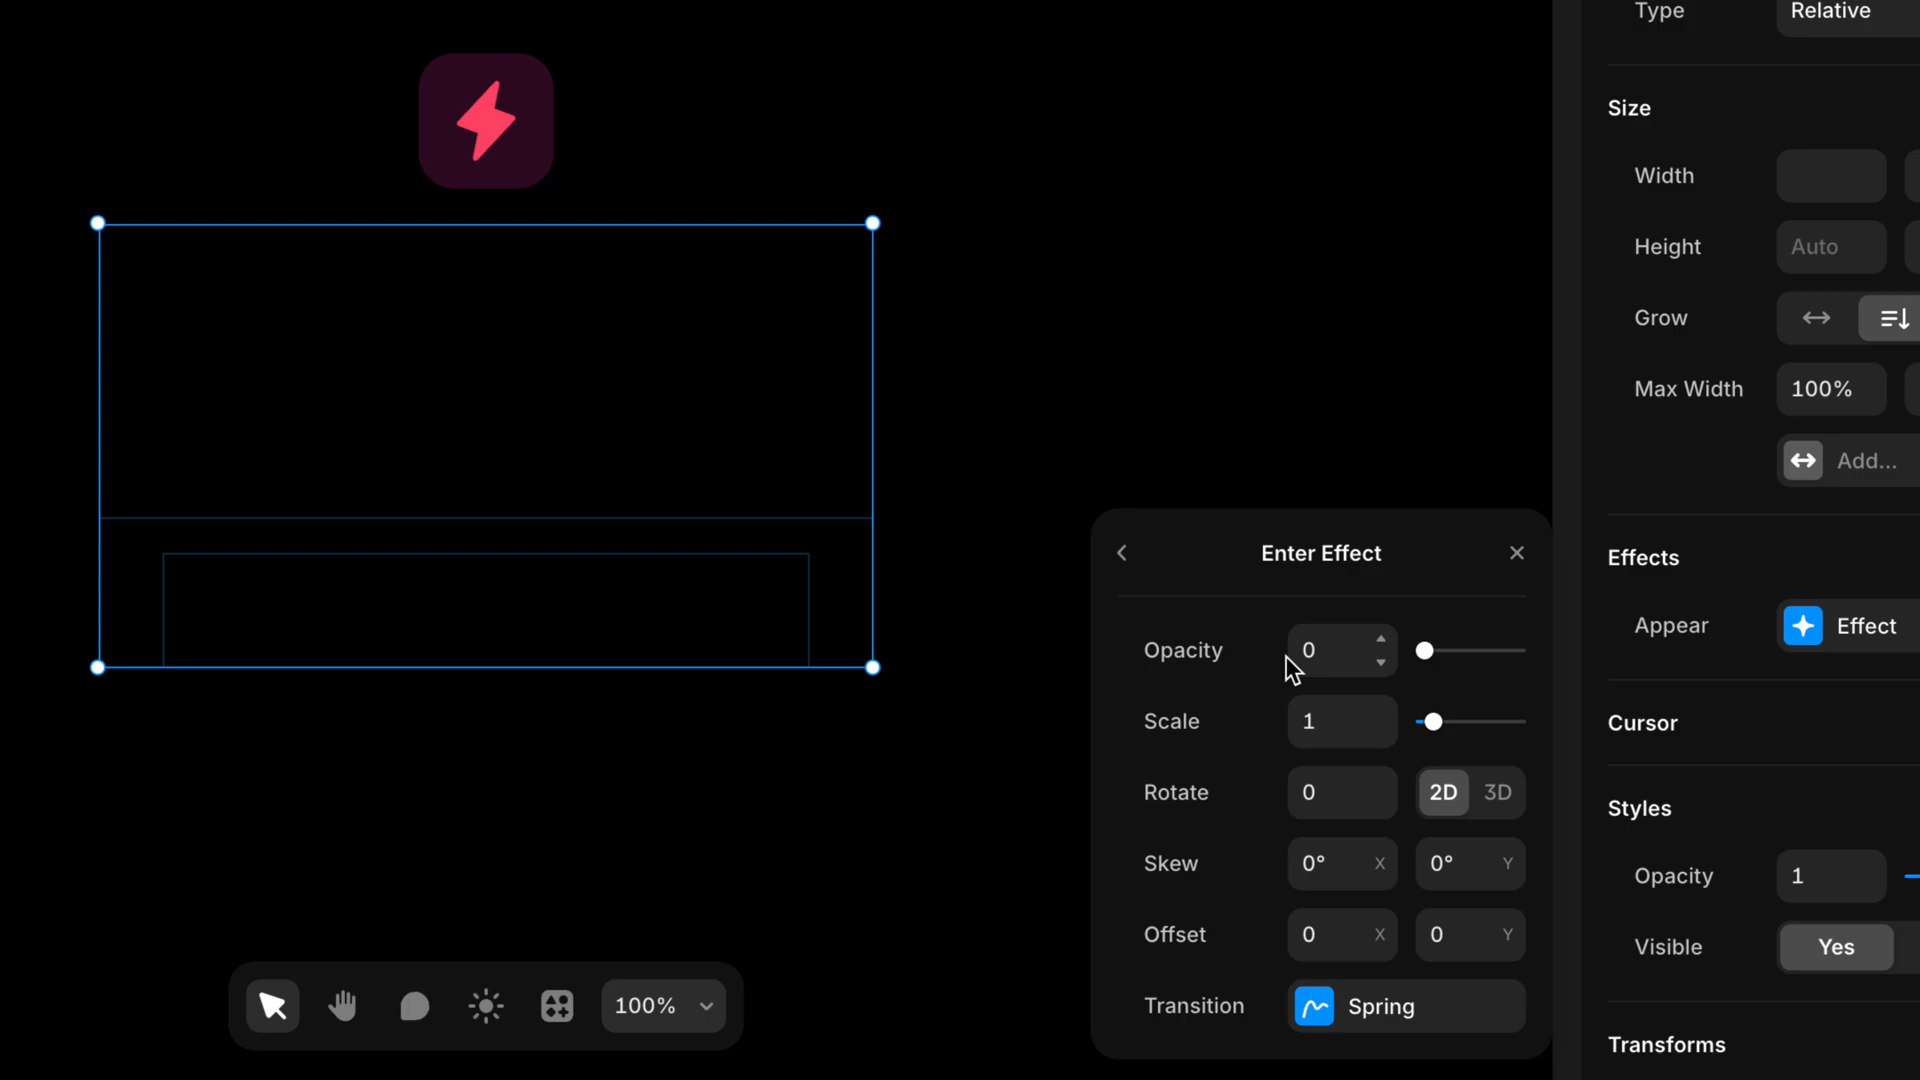 Type Relative
Size
Width
Height Auto
Grow
Max Width 100%
Add...
Enter Effect
Opacity 0
Scale 1
Rotate 0 2D 3D
Skew 0° X 0° Y
Offset 0 X 0 Y
Transition Spring
Effects
Appear Effect
Cursor
Styles
Opacity 1
Visible Yes
Transforms
100%